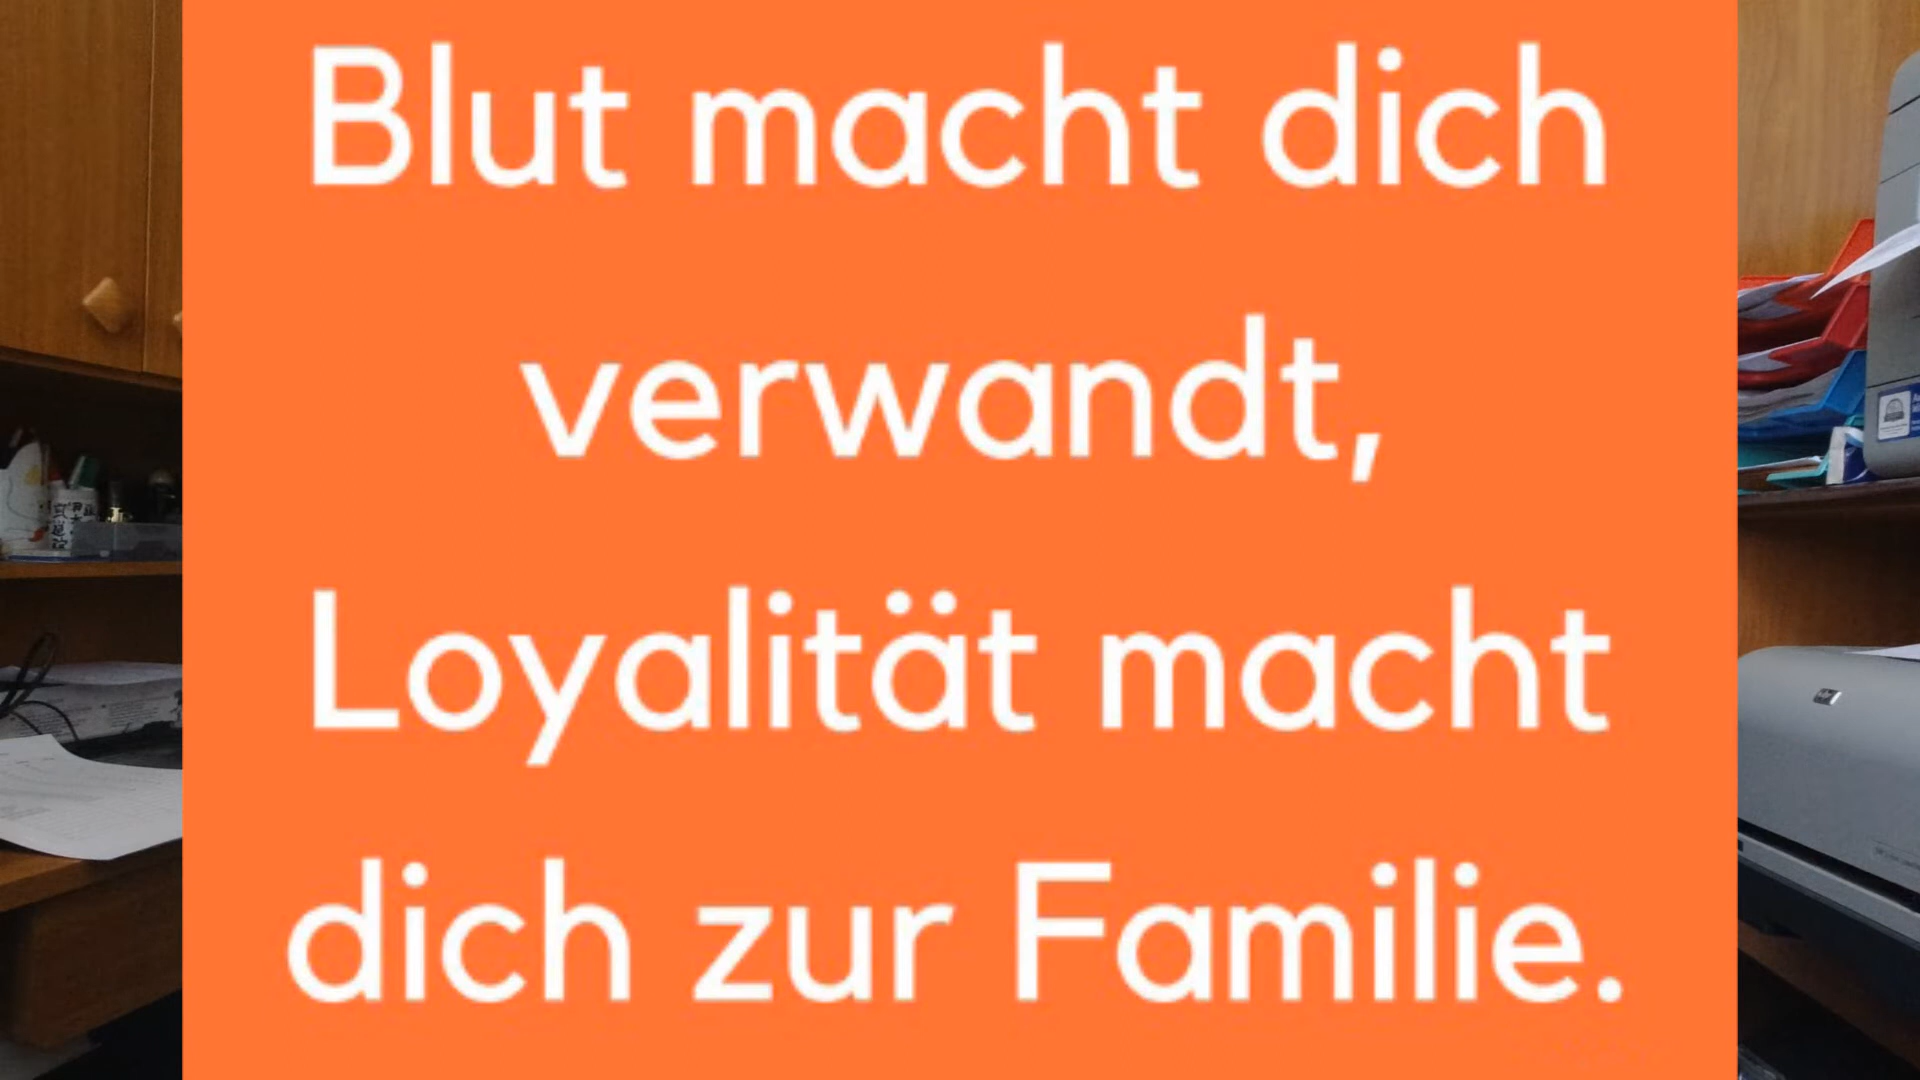 Blut macht dich
verwandt,
Loyalität macht
dich zur Familie.